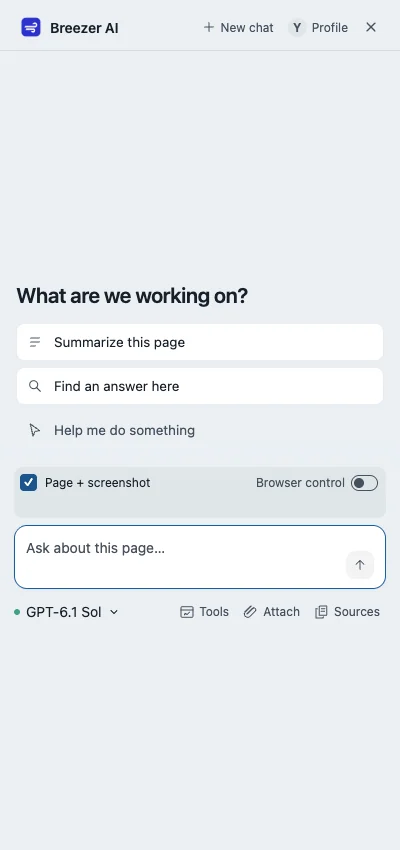 Breezer AI
New chat
Y
Profile
What are we working on?
Summarize this page
Find an answer here
Help me do something
Page + screenshot
Browser control
Ask about this page...
GPT-6.1 Sol
Tools
Attach
Sources